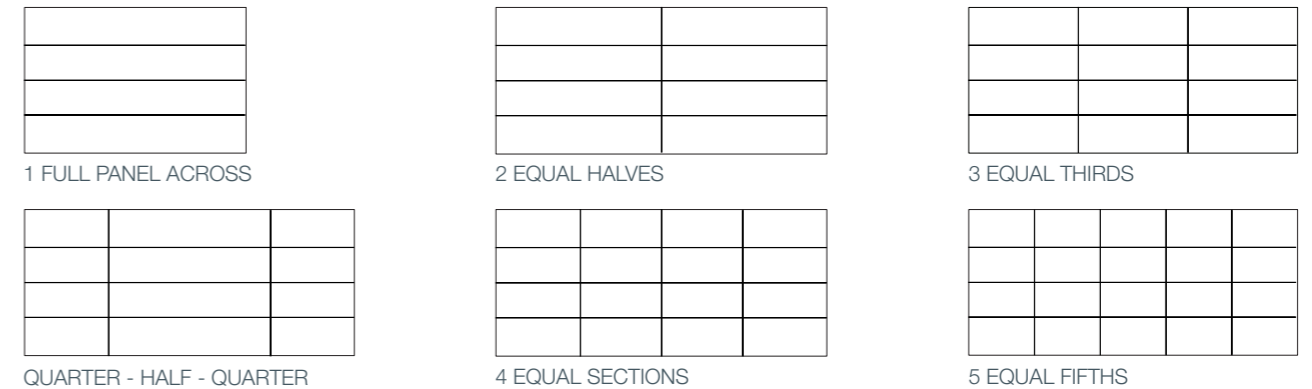 1 FULL PANEL ACROSS
2 EQUAL HALVES
3 EQUAL THIRDS
QUARTER - HALF - QUARTER
4 EQUAL SECTIONS
5 EQUAL FIFTHS